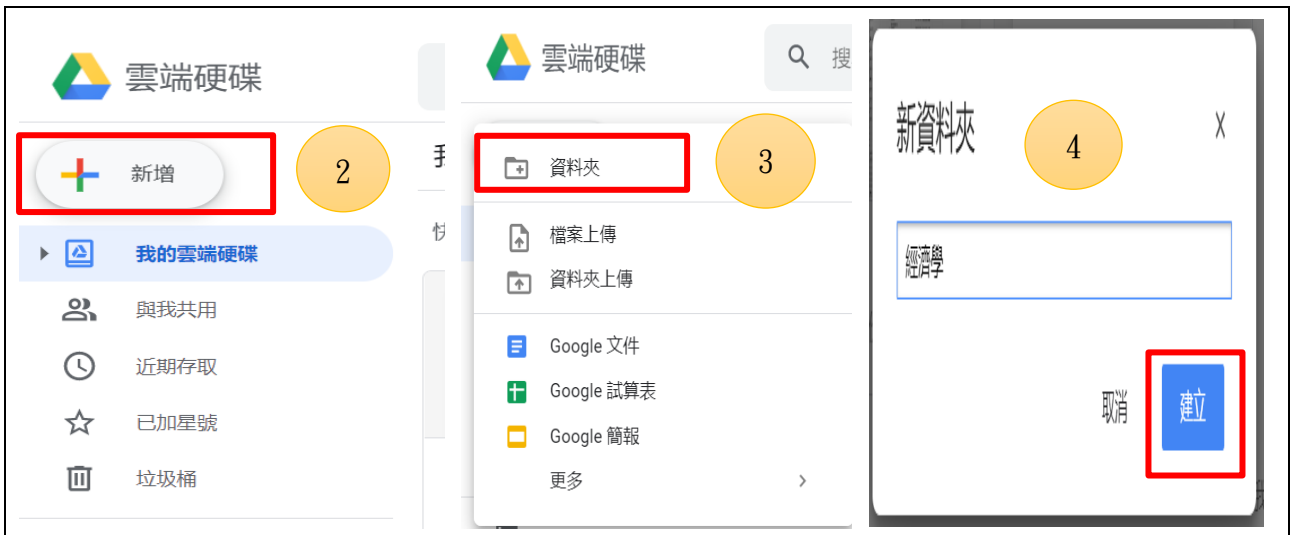 雲端硬碟
新增
2
我的雲端硬碟
與我共用
近期存取
已加星號
垃圾桶
雲端硬碟
搜
資料夾
3
檔案上傳
資料夾上傳
Google 文件
Google 試算表
Google 簡報
更多
新資料夾
4
X
經濟學
取消
建立